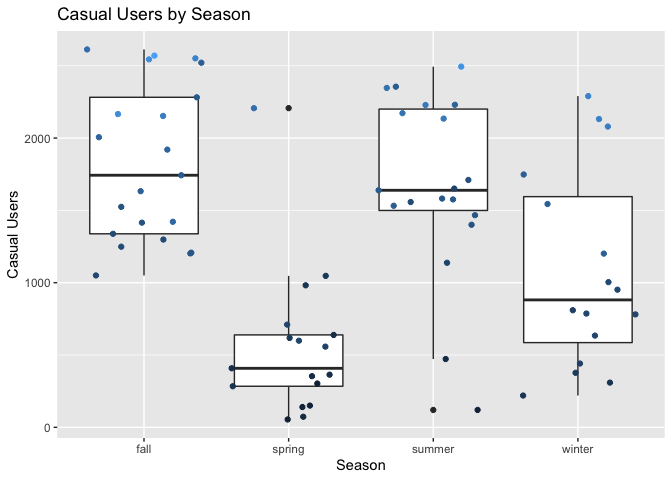 Casual Users by Season
Casual Users
2000
1000
0
fall spring summer winter
Season